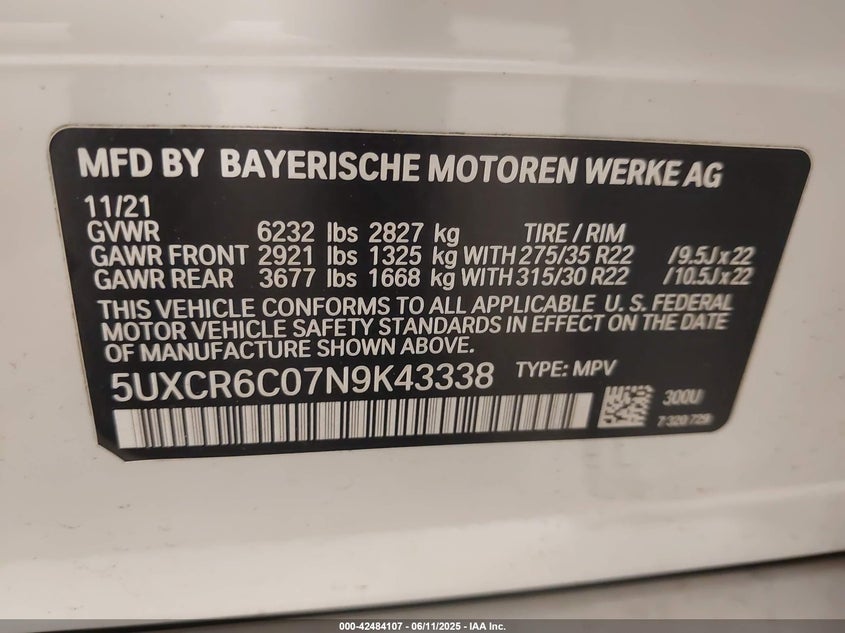 MFD BY BAYERISCHE MOTOREN WERKE AG
11/21
GVWR 6232 lbs 2827 kg TIRE / RIM
GAWR FRONT 2921 lbs 1325 kg WITH 275/35 R22 /9.5Jx22
GAWR REAR 3677 lbs 1668 kg WITH 315/30 R22 /10.5Jx22
THIS VEHICLE CONFORMS TO ALL APPLICABLE U. S. FEDERAL
MOTOR VEHICLE SAFETY STANDARDS IN EFFECT ON THE DATE
OF MANUFACTURE SHOWN ABOVE.
5UXCR6C07N9K43338 TYPE: MPV
300U
7 320 729
000-42484107 - 06/11/2025 - IAA Inc.